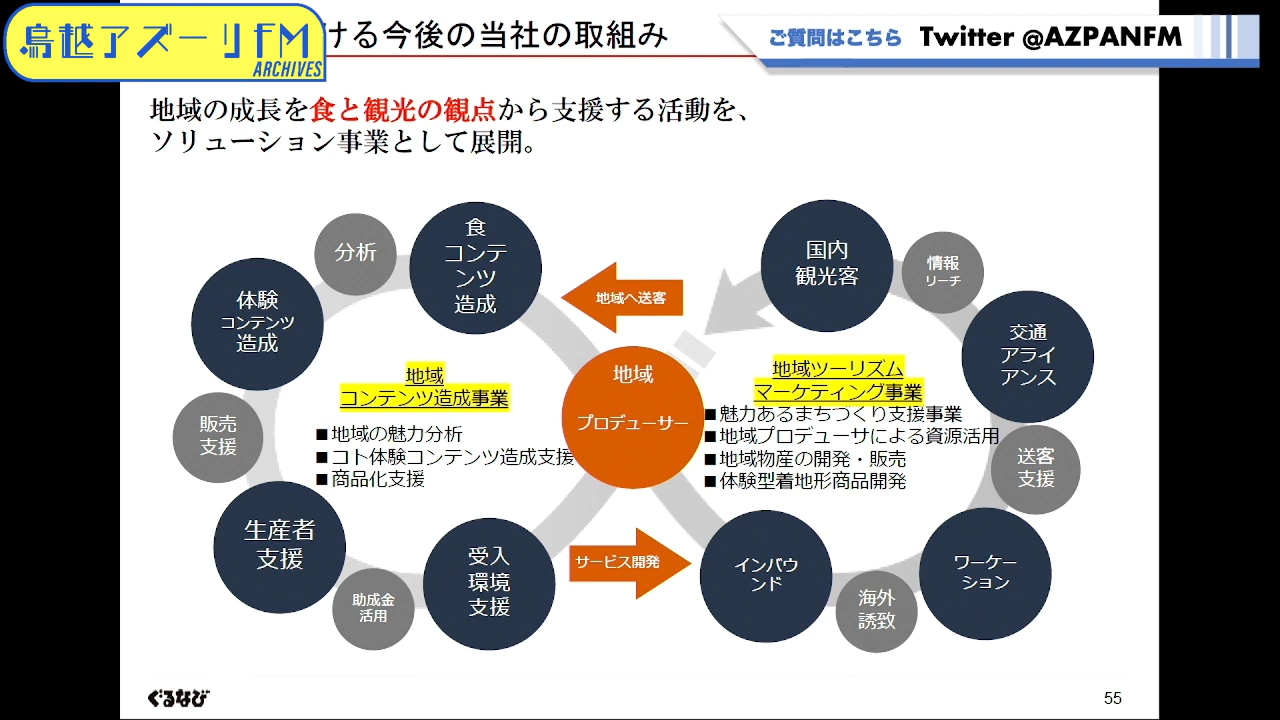 鳥越アズーリFM
ARCHIVES
ける今後の当社の取組み
ご質問はこちら Twitter @AZPANFM
地域の成長を食と観光の観点から支援する活動を、
ソリューション事業として展開。
分析
食
コンテ
ンツ
造成
体験
コンテンツ
造成
販売
支援
生産者
支援
助成金
活用
受入
環境
支援
地域
コンテンツ造成事業
■地域の魅力分析
■コト体験コンテンツ造成支援
■商品化支援
地域へ送客
地域
プロデューサー
サービス開発
国内
観光客
情報
リーチ
交通
アライ
アンス
送客
支援
ワーケー
ション
海外
誘致
インバウ
ンド
地域ツーリズム
マーケティング事業
■魅力あるまちづくり支援事業
■地域プロデューサによる資源活用
■地域物産の開発・販売
■体験型着地形商品開発
ぐるなび
55